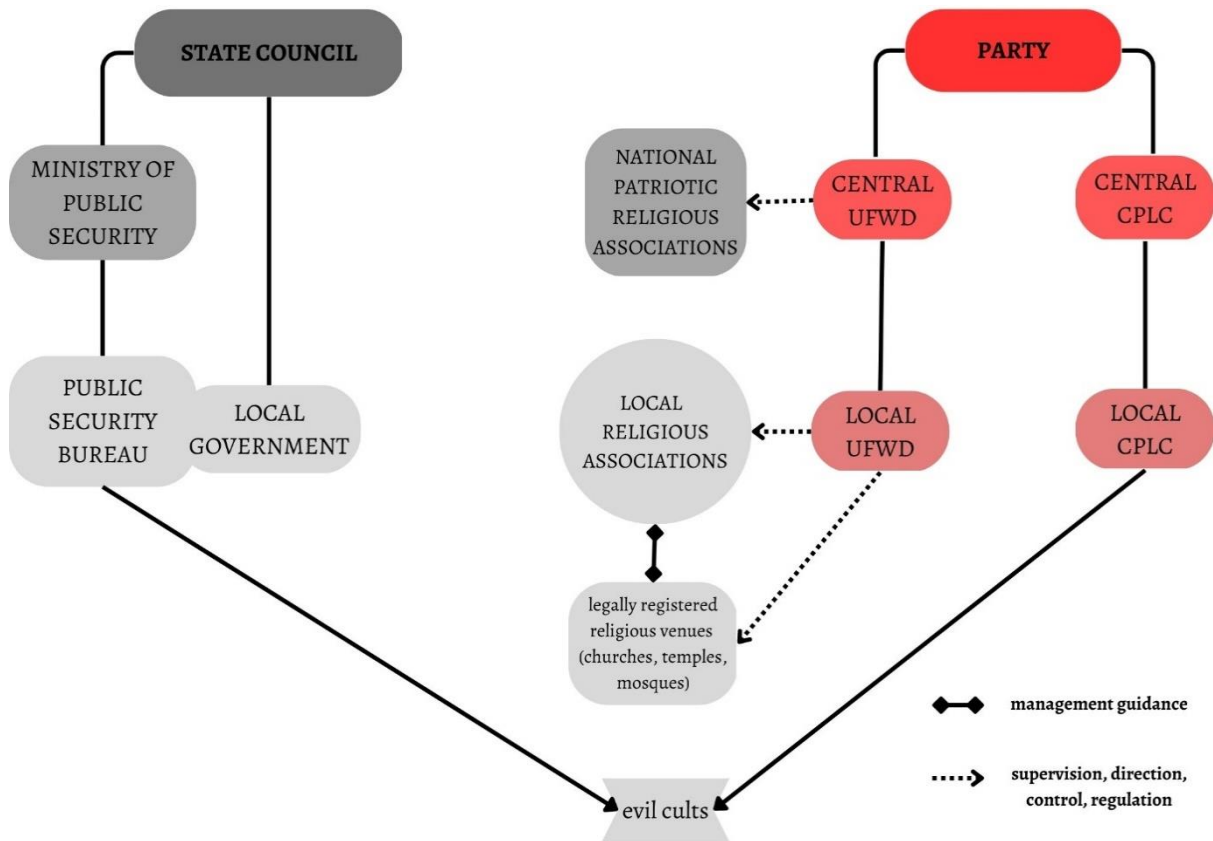 STATE COUNCIL
PARTY
MINISTRY OF
PUBLIC
SECURITY
NATIONAL
PATRIOTIC
RELIGIOUS
ASSOCIATIONS
CENTRAL
UFWD
CENTRAL
CPLC
PUBLIC
SECURITY
BUREAU
LOCAL
GOVERNMENT
LOCAL
RELIGIOUS
ASSOCIATIONS
LOCAL
UFWD
LOCAL
CPLC
legally registered
religious venues
(churches, temples,
mosques)
management guidance
supervision, direction,
control, regulation
evil cults